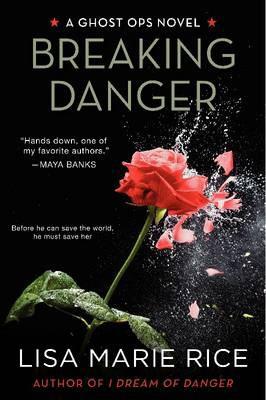 ★ A GHOST OPS NOVEL ★
BREAKING
DANGER
"Hands down, one of
my favorite authors."
—MAYA BANKS
Before he can save the world,
he must save her
LISA MARIE RICE
AUTHOR OF I DREAM OF DANGER